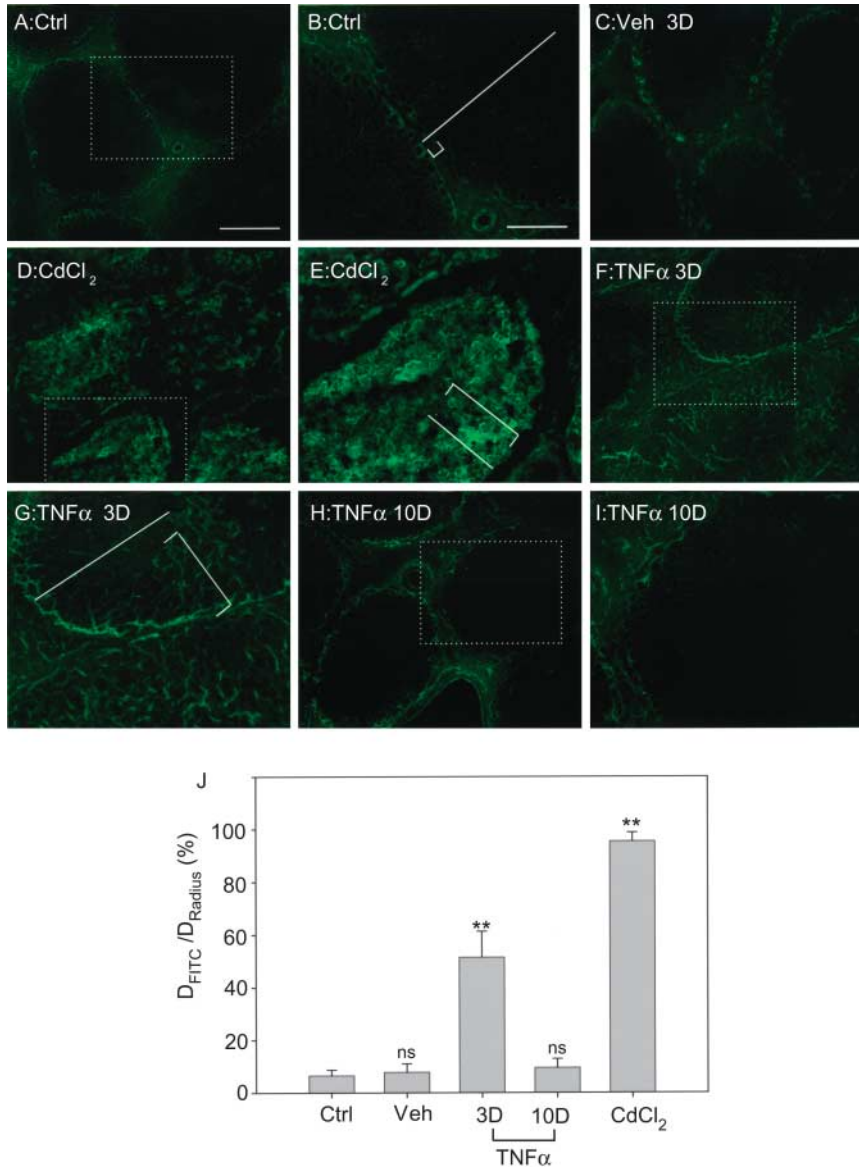 A:Ctrl
B:Ctrl
C:Veh 3D
D:CdCl2
E:CdCl2
F:TNFα 3D
G:TNFα 3D
H:TNFα 10D
I:TNFα 10D
J
DFITC /DRadius (%)
100
80
60
40
20
0
**
**
ns
ns
Ctrl
Veh
3D
10D
CdCl2
TNFα